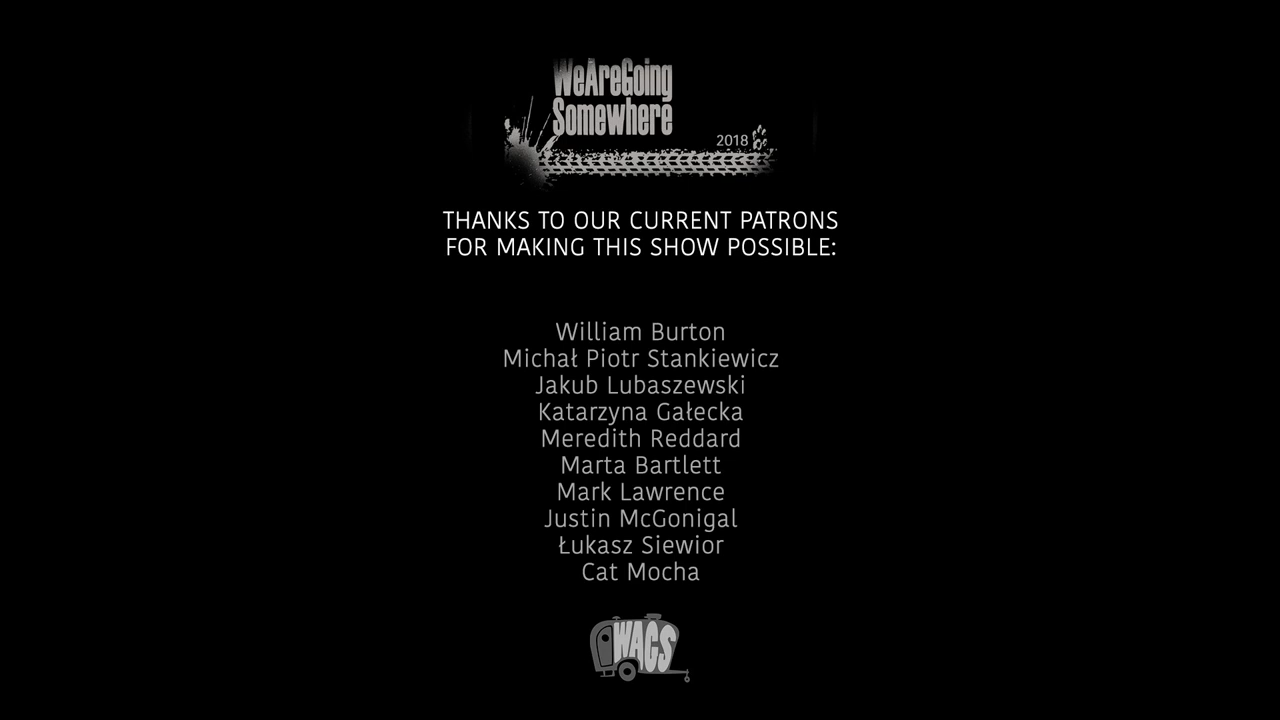 WeAreGoing
Somewhere
2018
THANKS TO OUR CURRENT PATRONS
FOR MAKING THIS SHOW POSSIBLE:
William Burton
Michał Piotr Stankiewicz
Jakub Lubaszewski
Katarzyna Gałecka
Meredith Reddard
Marta Bartlett
Mark Lawrence
Justin McGonigal
Łukasz Siewior
Cat Mocha
WAGS